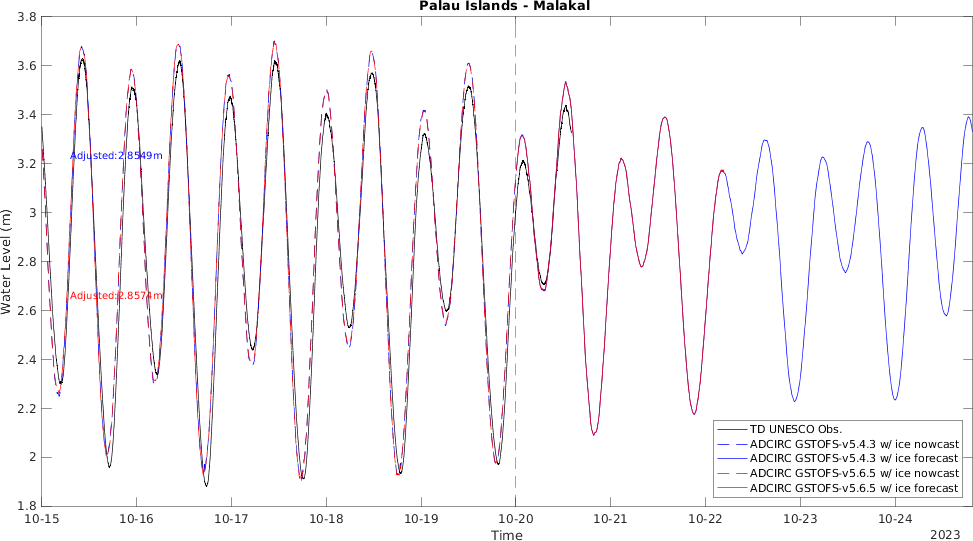 Palau Islands - Malakal
3.8
3.6
3.4
3.2
3
2.8
2.6
2.4
2.2
2
1.8
Water Level (m)
Adjusted:2.8549m
Adjusted:2.8574m
TD UNESCO Obs.
ADCIRC GSTOFS-v5.4.3 w/ ice nowcast
ADCIRC GSTOFS-v5.4.3 w/ ice forecast
ADCIRC GSTOFS-v5.6.5 w/ ice nowcast
ADCIRC GSTOFS-v5.6.5 w/ ice forecast
10-15 10-16 10-17 10-18 10-19 10-20 10-21 10-22 10-23 10-24
Time
2023